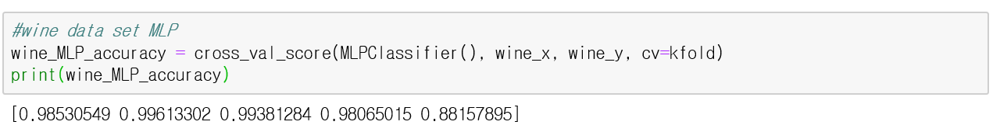 #wine data set MLP
wine_MLP_accuracy = cross_val_score(MLPClassifier(), wine_x, wine_y, cv=kfold)
print(wine_MLP_accuracy)
[0.98530549 0.99613302 0.99381284 0.98065015 0.88157895]